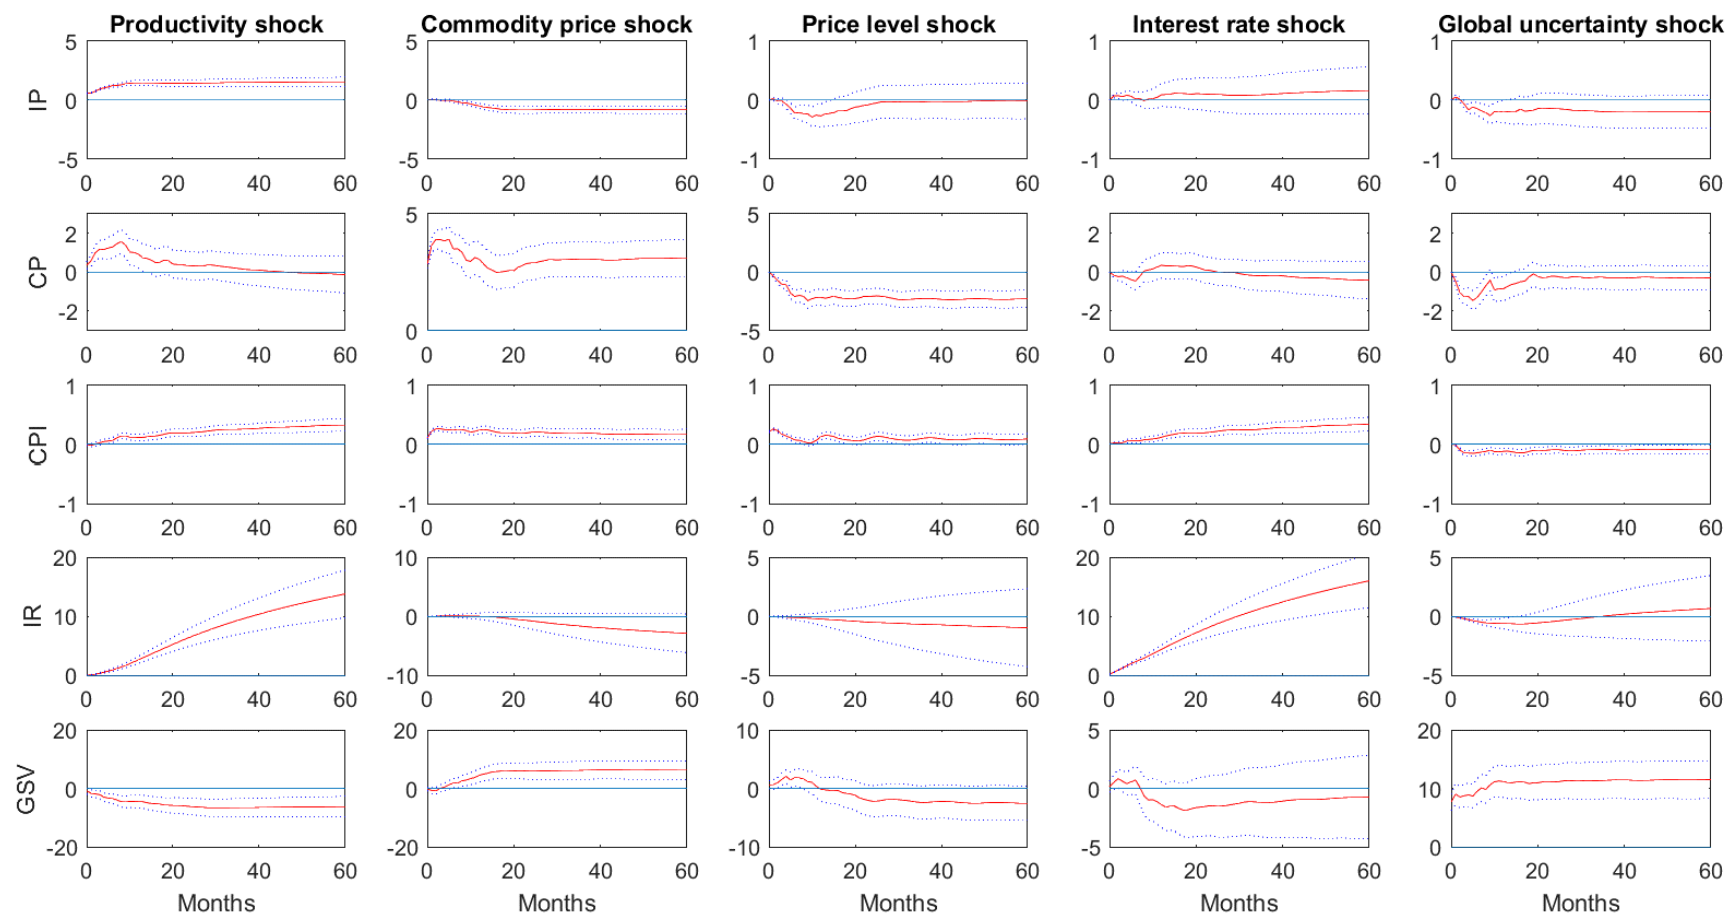 Productivity shock Commodity price shock Price level shock Interest rate shock Global uncertainty shock
IP
5 5 1 1 1
0 0 0 0 0
-5 -5 -1 -1 -1
0 20 40 60 0 20 40 60 0 20 40 60 0 20 40 60 0 20 40 60
CP
2 5 0 2 2
0 0 0
-2 0 -5 -2 -2
0 20 40 60 0 20 40 60 0 20 40 60 0 20 40 60 0 20 40 60
CPI
1 1 1 1 1
0 0 0 0 0
-1 -1 -1 -1 -1
0 20 40 60 0 20 40 60 0 20 40 60 0 20 40 60 0 20 40 60
IR
20 10 5 20 5
10 0 0 10 0
0 -10 -5 0 -5
0 20 40 60 0 20 40 60 0 20 40 60 0 20 40 60 0 20 40 60
GSV
20 20 10 5 20
0 0 0 0 10
-20 -20 -10 -5 0
0 20 40 60 0 20 40 60 0 20 40 60 0 20 40 60 0 20 40 60
Months Months Months Months Months